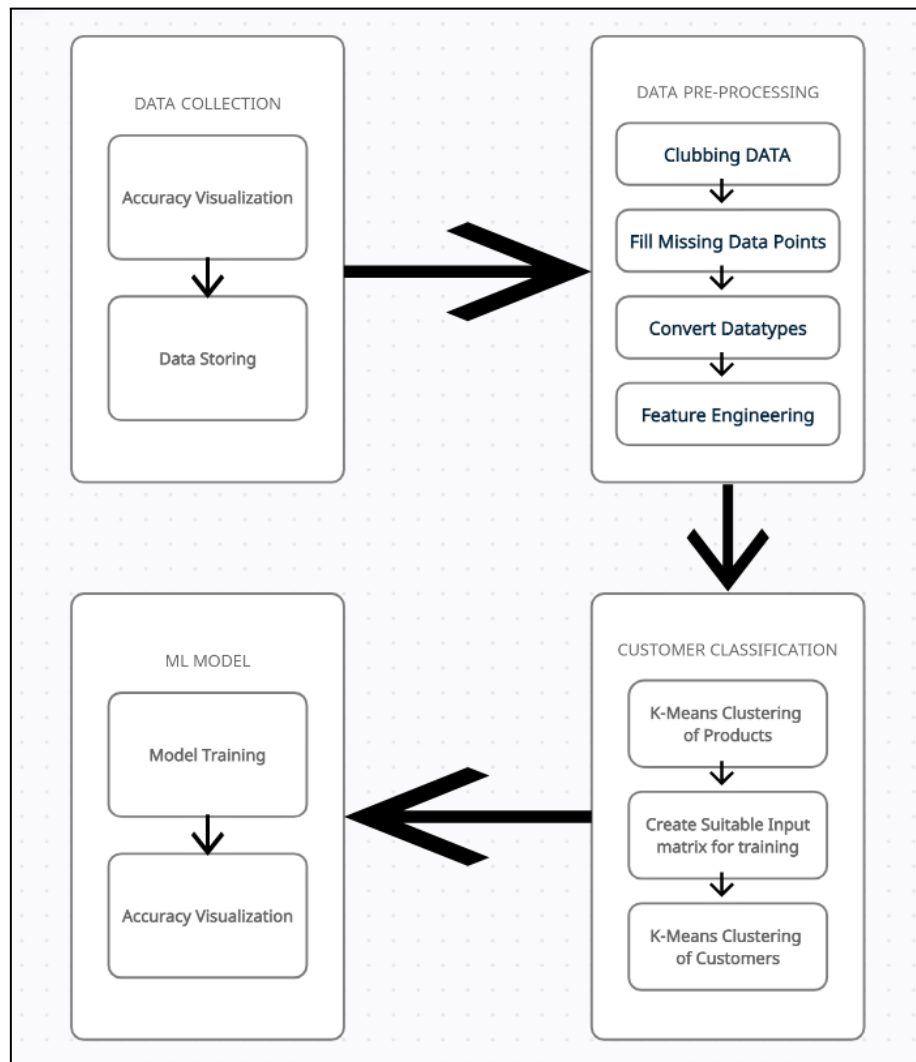 DATA COLLECTION
Accuracy Visualization
Data Storing
DATA PRE-PROCESSING
Clubbing DATA
Fill Missing Data Points
Convert Datatypes
Feature Engineering
CUSTOMER CLASSIFICATION
K-Means Clustering
of Products
Create Suitable Input
matrix for training
K-Means Clustering
of Customers
ML MODEL
Model Training
Accuracy Visualization